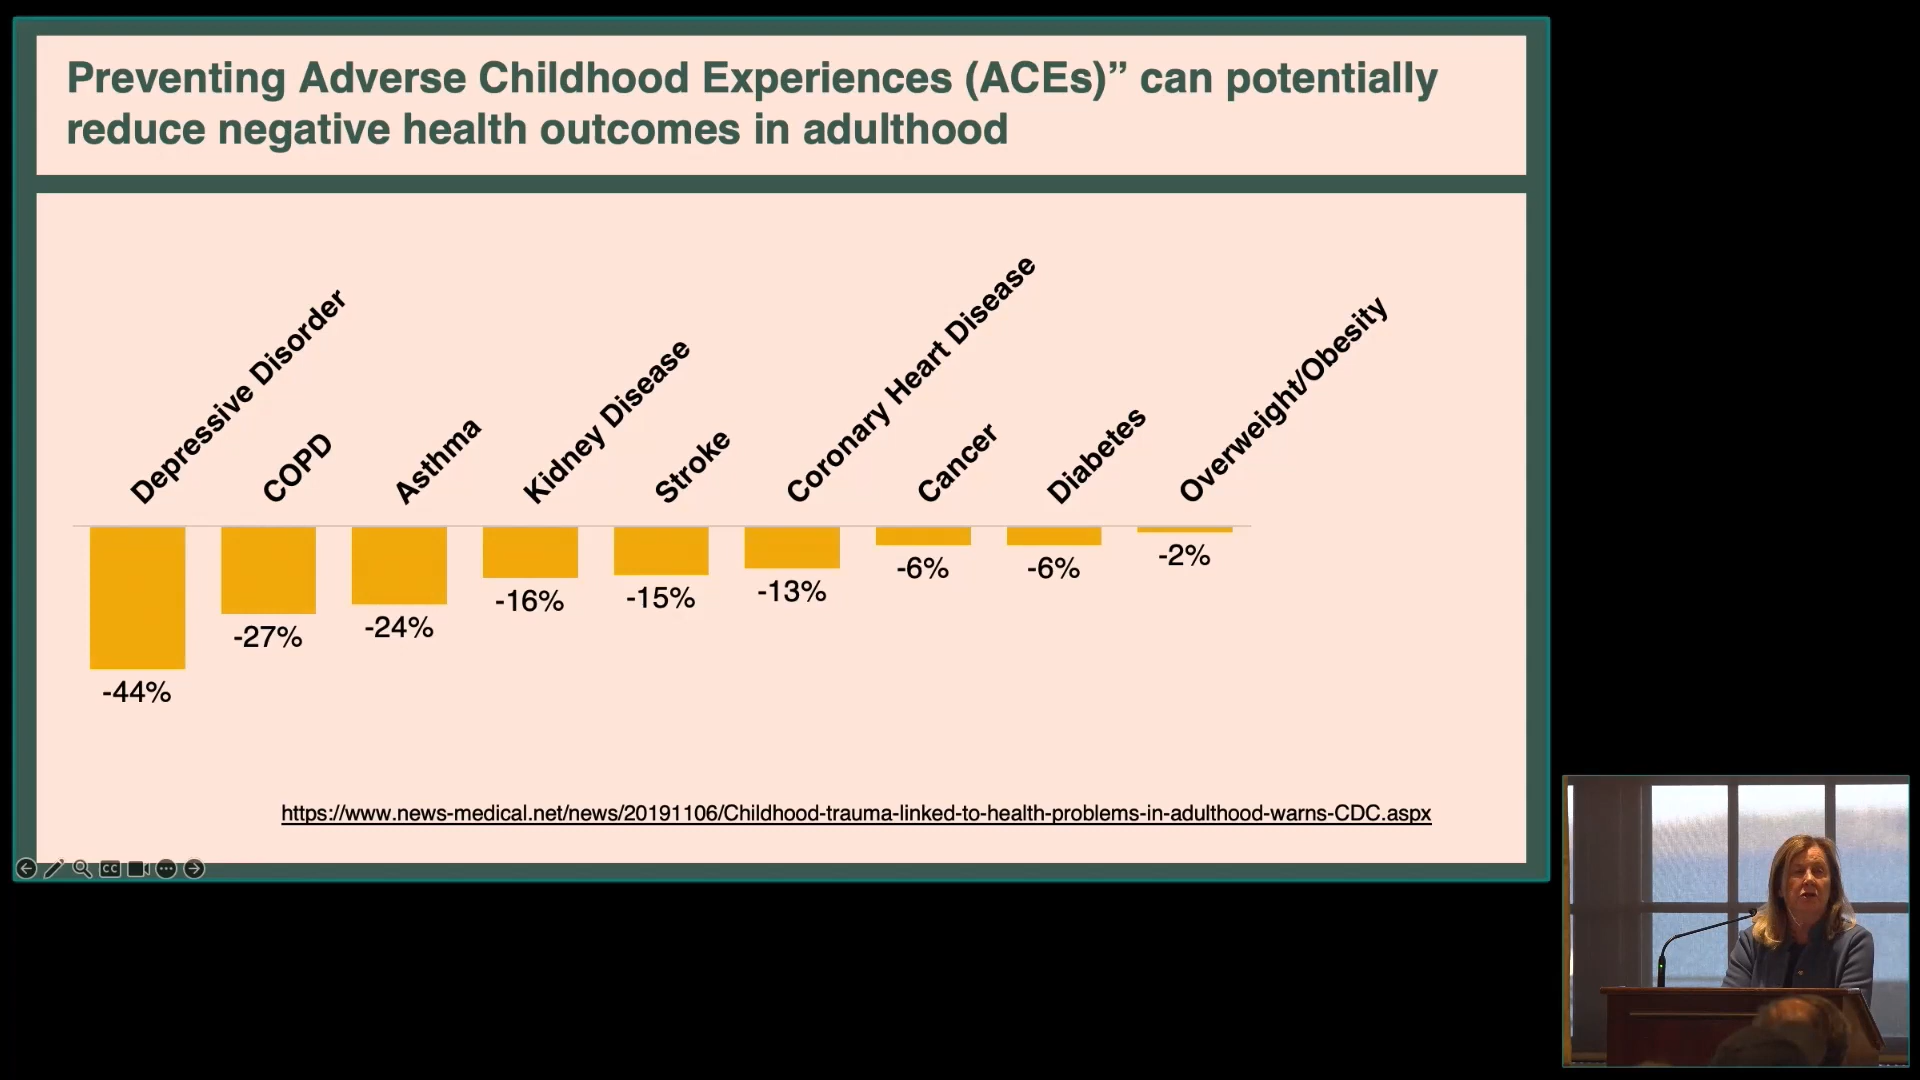 Preventing Adverse Childhood Experiences (ACEs)” can potentially
reduce negative health outcomes in adulthood
Depressive Disorder
COPD
Asthma
Kidney Disease
Stroke
Coronary Heart Disease
Cancer
Diabetes
Overweight/Obesity
-44%
-27%
-24%
-16%
-15%
-13%
-6%
-6%
-2%
https://www.news-medical.net/news/20191106/Childhood-trauma-linked-to-health-problems-in-adulthood-warns-CDC.aspx
CC